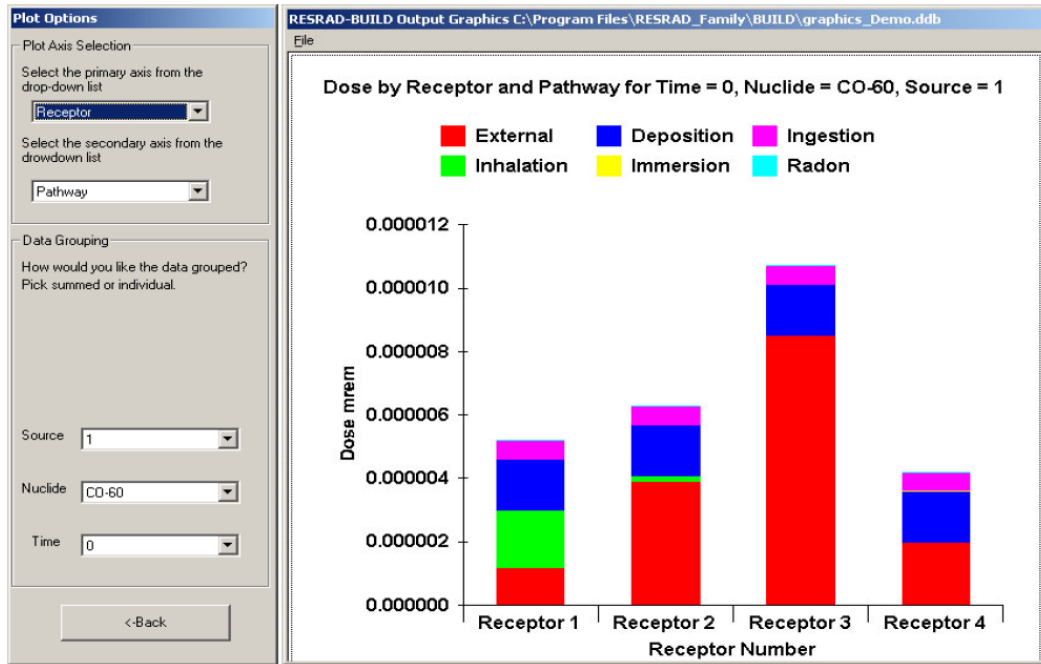 Plot Options
Plot Axis Selection
Select the primary axis from the
drop-down list
Receptor
Select the secondary axis from the
drowdown list
Pathway
Data Grouping
How would you like the data grouped?
Pick summed or individual.
Source 1
Nuclide CO-60
Time 0
<-Back
RESRAD-BUILD Output Graphics C:\Program Files\RESRAD_Family\BUILD\graphics_Demo.ddb
File
Dose by Receptor and Pathway for Time = 0, Nuclide = CO-60, Source = 1
External Deposition Ingestion
Inhalation Immersion Radon
0.000012
0.000010
0.000008
0.000006
0.000004
0.000002
0.000000
Dose mrem
Receptor 1 Receptor 2 Receptor 3 Receptor 4
Receptor Number